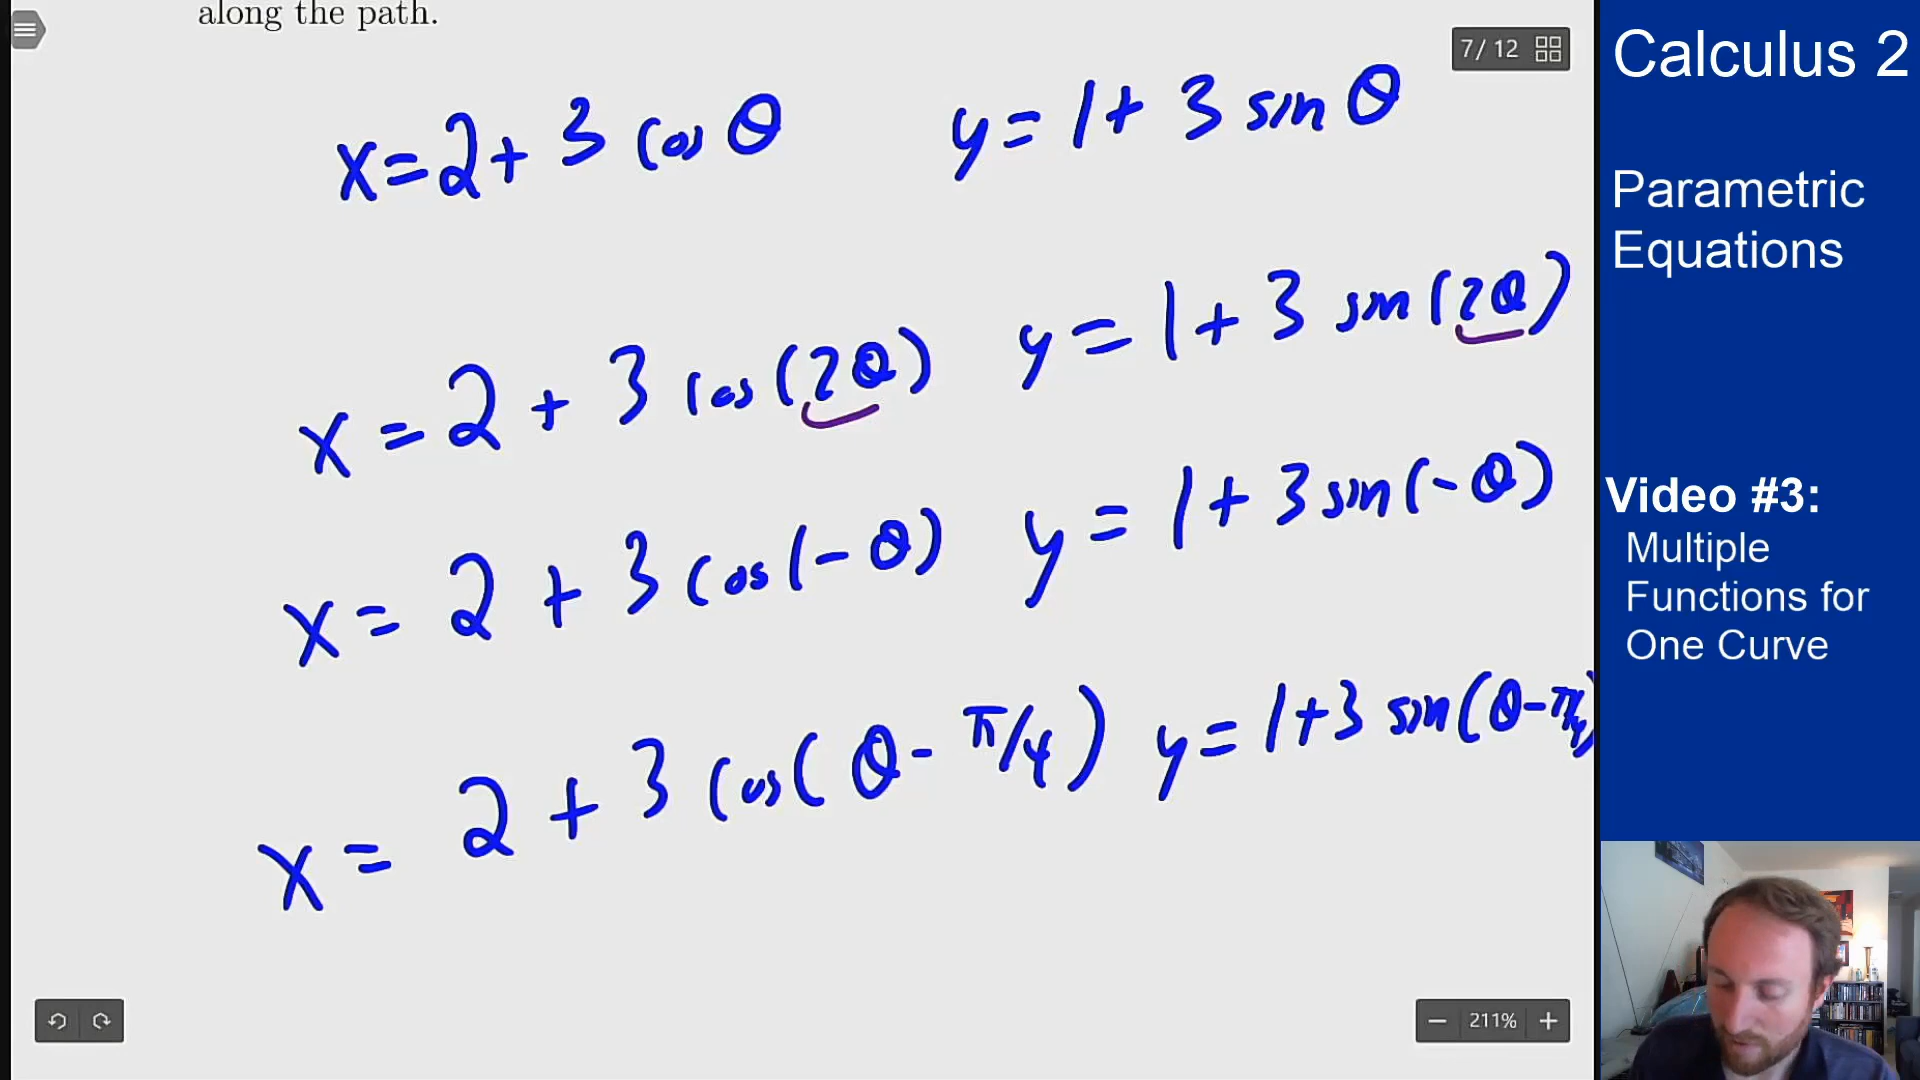 along the path.
7/ 12
x=2+ 3 cos θ y=1+ 3 sin θ
x = 2 + 3 cos(2θ) y = 1+ 3 sin(2θ)
x= 2 + 3 cos(- θ) y = 1+ 3 sin(- θ)
x = 2 + 3 cos( θ- π/4) y= 1+3 sin(θ-π/4)
211%
Calculus 2
Parametric
Equations
Video #3:
Multiple
Functions for
One Curve